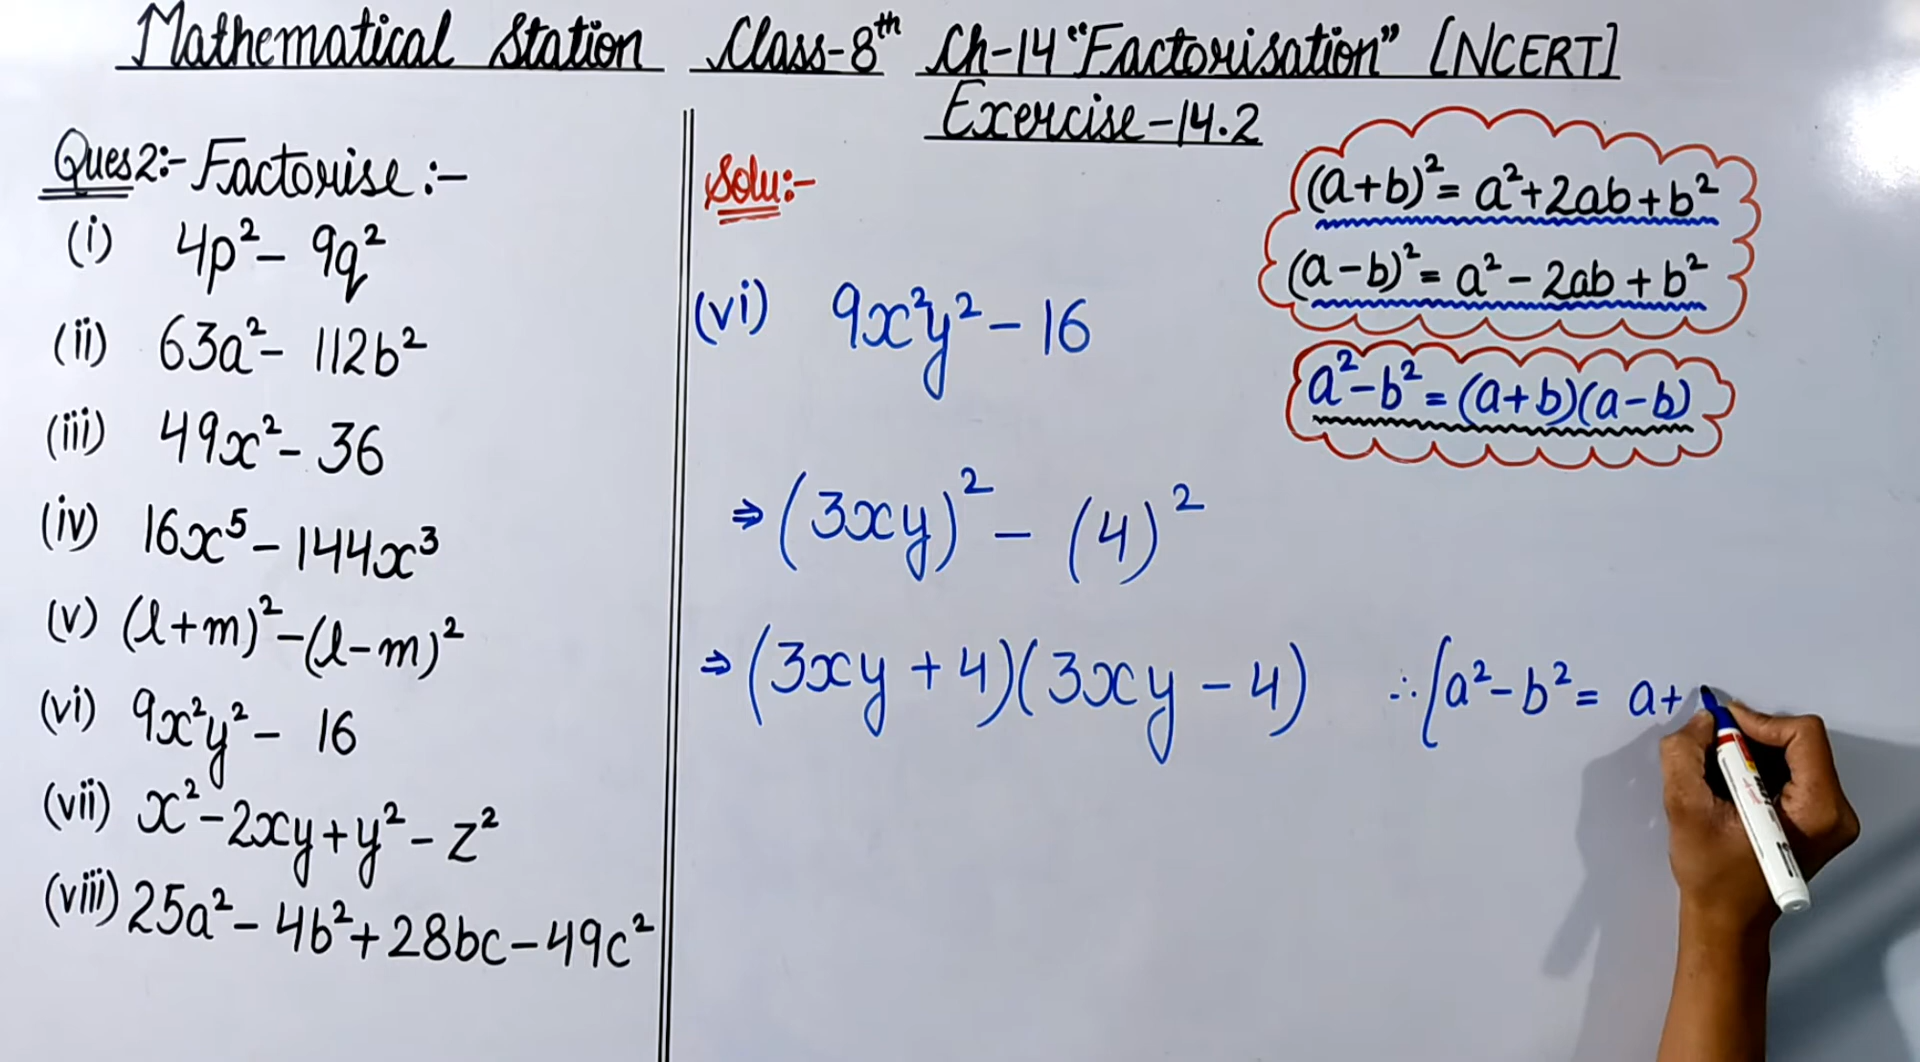 Mathematical Station Class-8th Ch-14 “Factorisation” [NCERT]
Exercise-14.2
Ques2:- Factorise:-
(i) 4p²- 9q²
(ii) 63a²- 112b²
(iii) 49x²- 36
(iv) 16x⁵- 144x³
(v) (l+m)²-(l-m)²
(vi) 9x²y²- 16
(vii) x²-2xy+y²-z²
(viii) 25a²- 4b²+28bc-49c²
Solu:-
(vi) 9x²y²-16
⇒(3xy)²- (4)²
⇒(3xy+4)(3xy-4) ∴[a²-b²= a+
(a+b)²= a²+2ab+b²
(a-b)²= a²-2ab+b²
a²-b²=(a+b)(a-b)